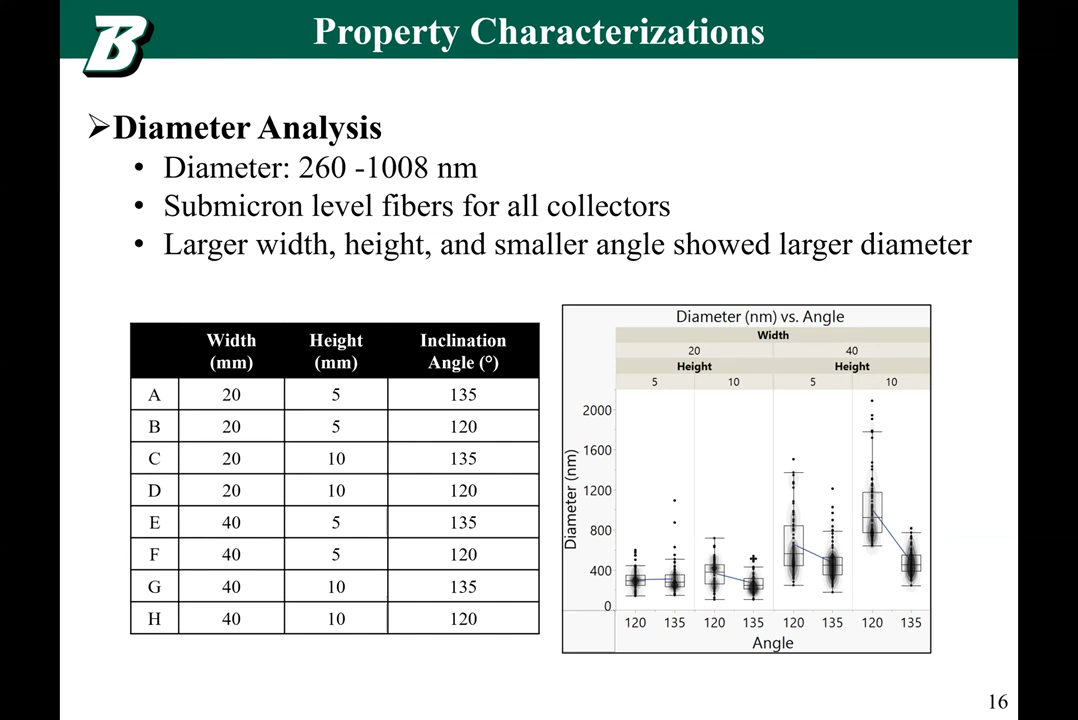 B
Property Characterizations
➢Diameter Analysis
• Diameter: 260 -1008 nm
• Submicron level fibers for all collectors
• Larger width, height, and smaller angle showed larger diameter
Width (mm) Height (mm) Inclination Angle (°)
A 20 5 135
B 20 5 120
C 20 10 135
D 20 10 120
E 40 5 135
F 40 5 120
G 40 10 135
H 40 10 120
Diameter (nm) vs. Angle
Width
20 40
Height Height
5 10 5 10
Diameter (nm)
2000
1600
1200
800
400
0
120 135 120 135 120 135 120 135
Angle
16